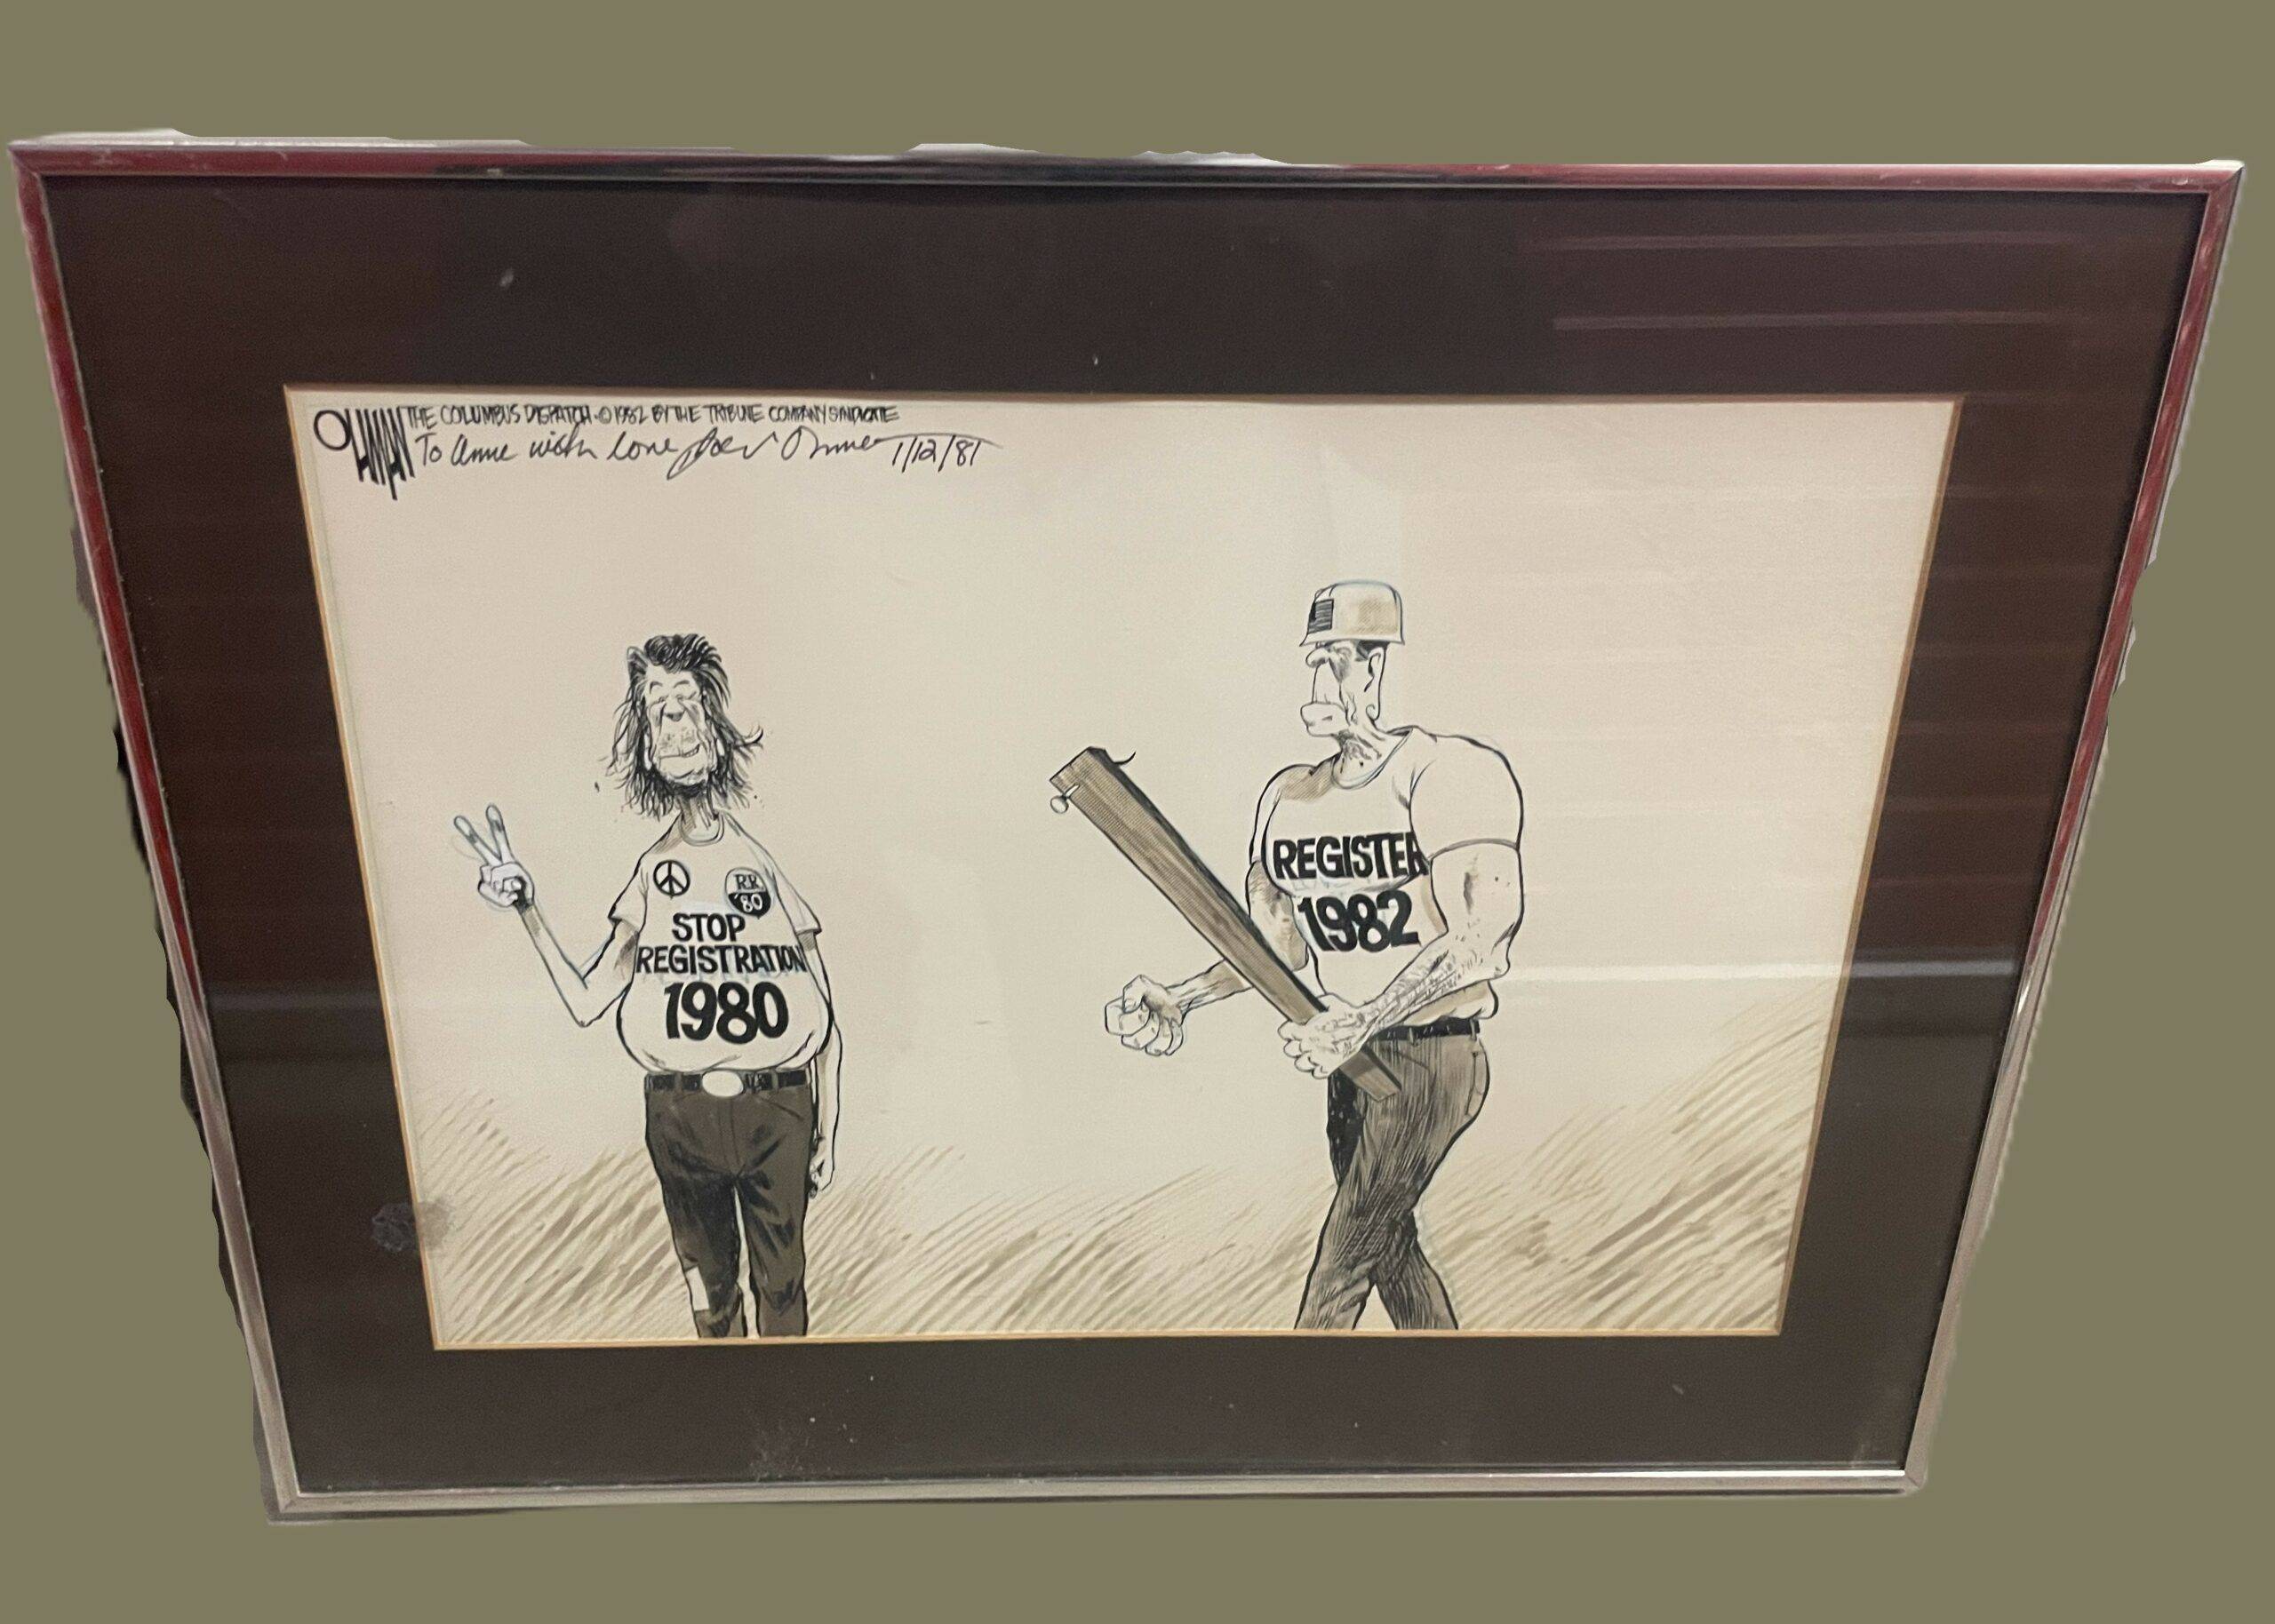 OHMAN THE COLUMBUS DISPATCH © 1982 BY THE TRIBUNE COMPANY SYNDICATE
To Anne with love 1/12/81
RR
'80
STOP
REGISTRATION
1980
REGISTER
1982